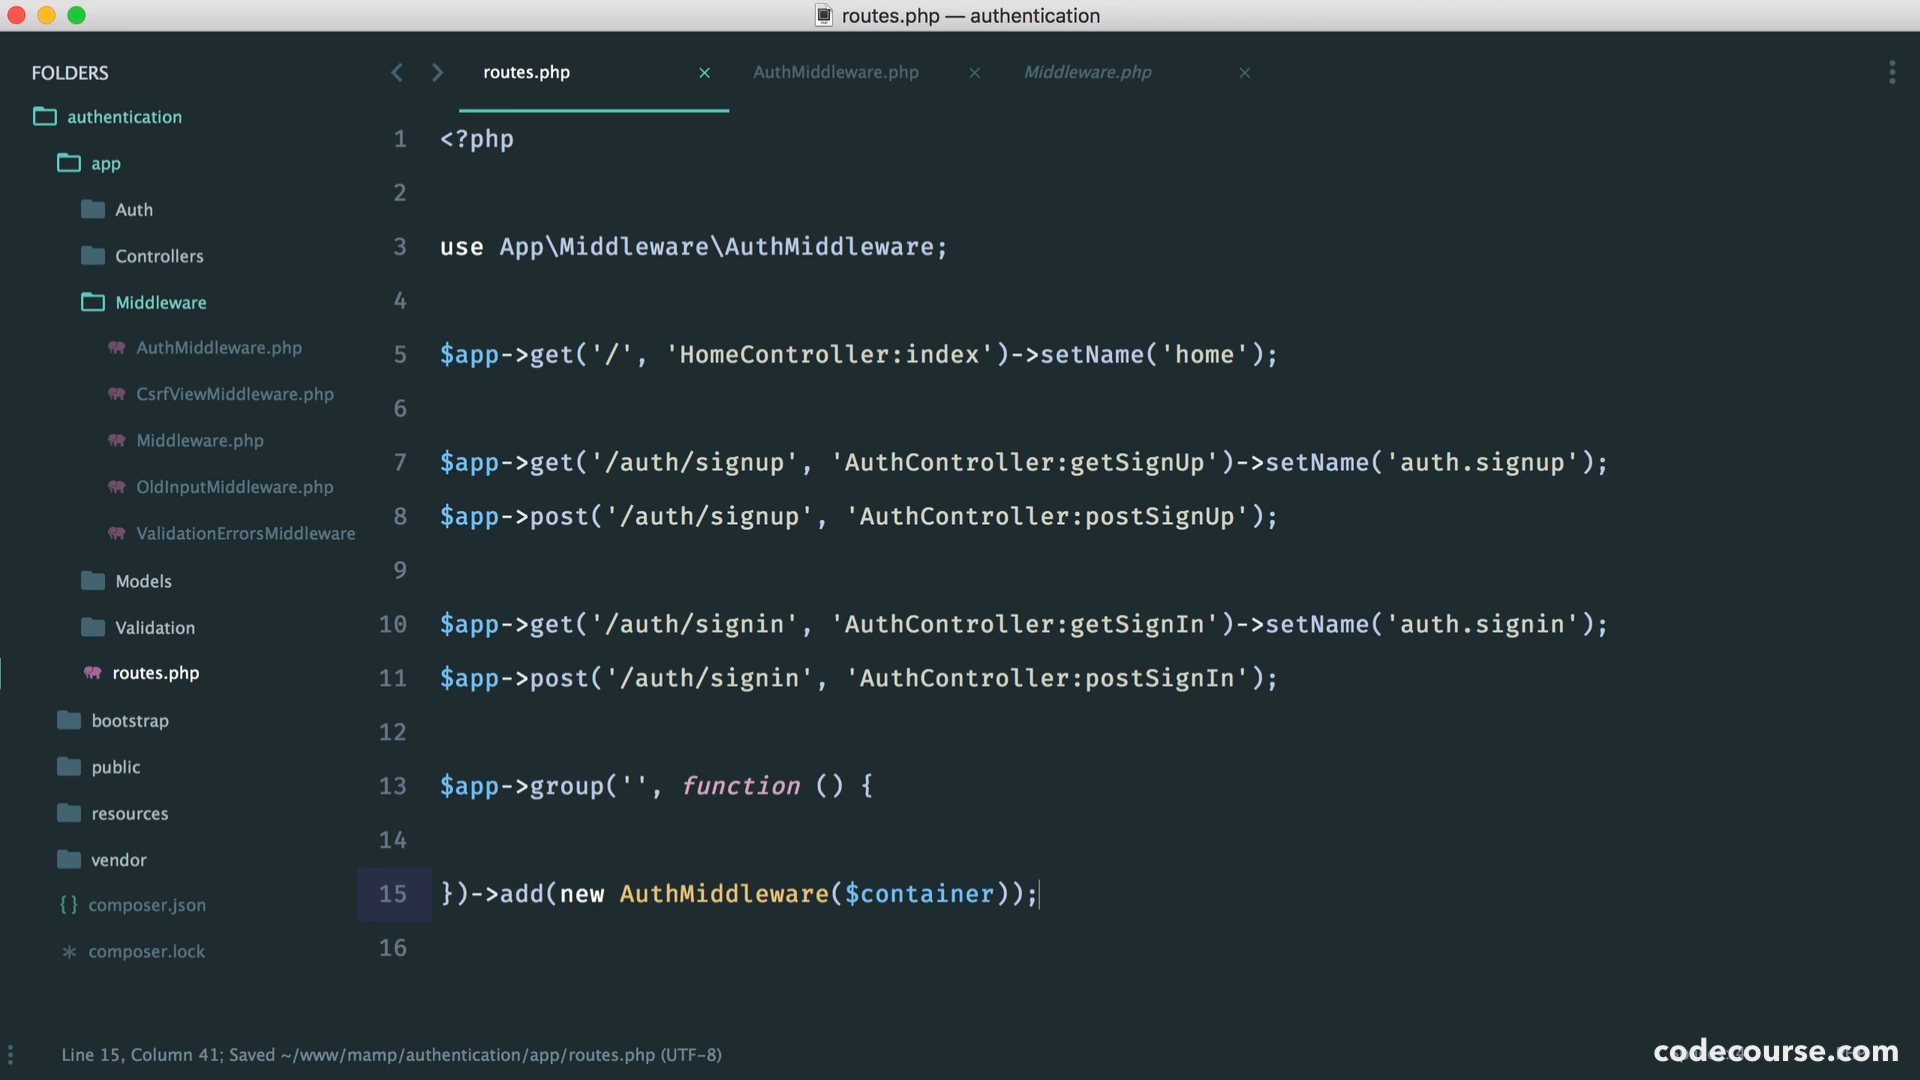 routes.php — authentication
FOLDERS
authentication
app
Auth
Controllers
Middleware
AuthMiddleware.php
CsrfViewMiddleware.php
Middleware.php
OldInputMiddleware.php
ValidationErrorsMiddleware
Models
Validation
routes.php
bootstrap
public
resources
vendor
{} composer.json
* composer.lock
routes.php × AuthMiddleware.php × Middleware.php ×
1 <?php
2
3 use App\Middleware\AuthMiddleware;
4
5 $app->get('/', 'HomeController:index')->setName('home');
6
7 $app->get('/auth/signup', 'AuthController:getSignUp')->setName('auth.signup');
8 $app->post('/auth/signup', 'AuthController:postSignUp');
9
10 $app->get('/auth/signin', 'AuthController:getSignIn')->setName('auth.signin');
11 $app->post('/auth/signin', 'AuthController:postSignIn');
12
13 $app->group('', function () {
14
15 })->add(new AuthMiddleware($container));
16
Line 15, Column 41; Saved ~/www/mamp/authentication/app/routes.php (UTF-8)
codecourse.com